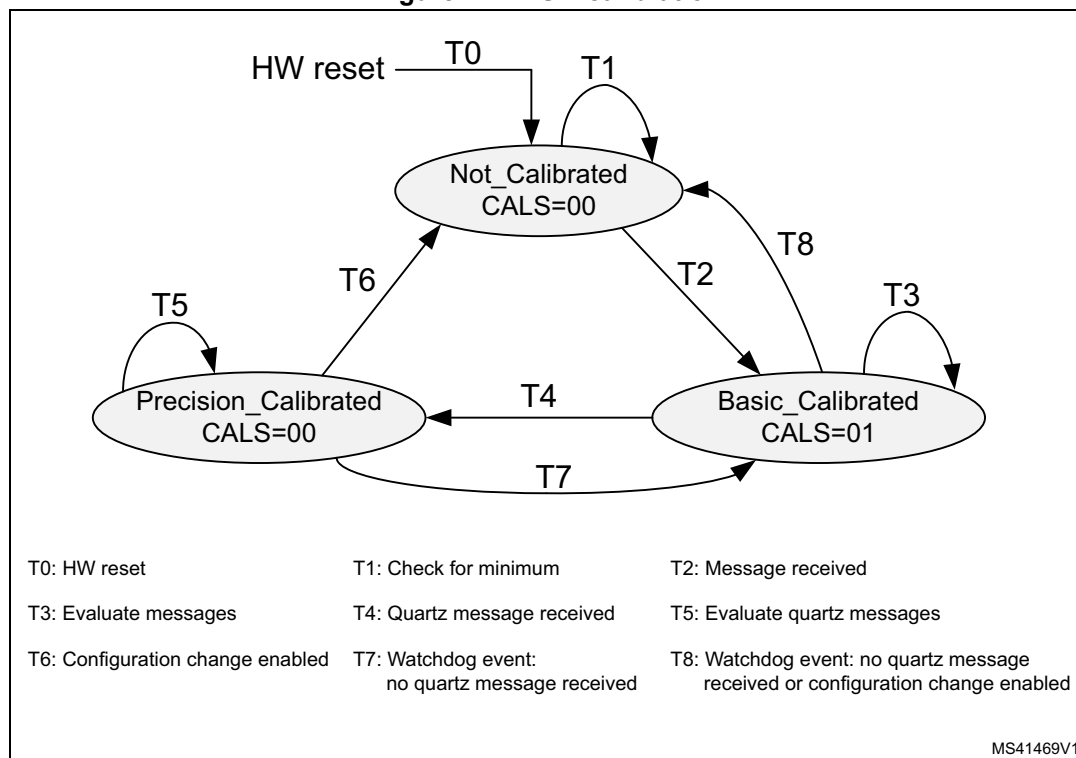 HW reset
T0
T1
Not_Calibrated
CALS=00
T8
T2
T6
T3
T5
Precision_Calibrated
CALS=00
T4
Basic_Calibrated
CALS=01
T7
T0: HW reset
T1: Check for minimum
T2: Message received
T3: Evaluate messages
T4: Quartz message received
T5: Evaluate quartz messages
T6: Configuration change enabled
T7: Watchdog event:
no quartz message received
T8: Watchdog event: no quartz message
received or configuration change enabled
MS41469V1